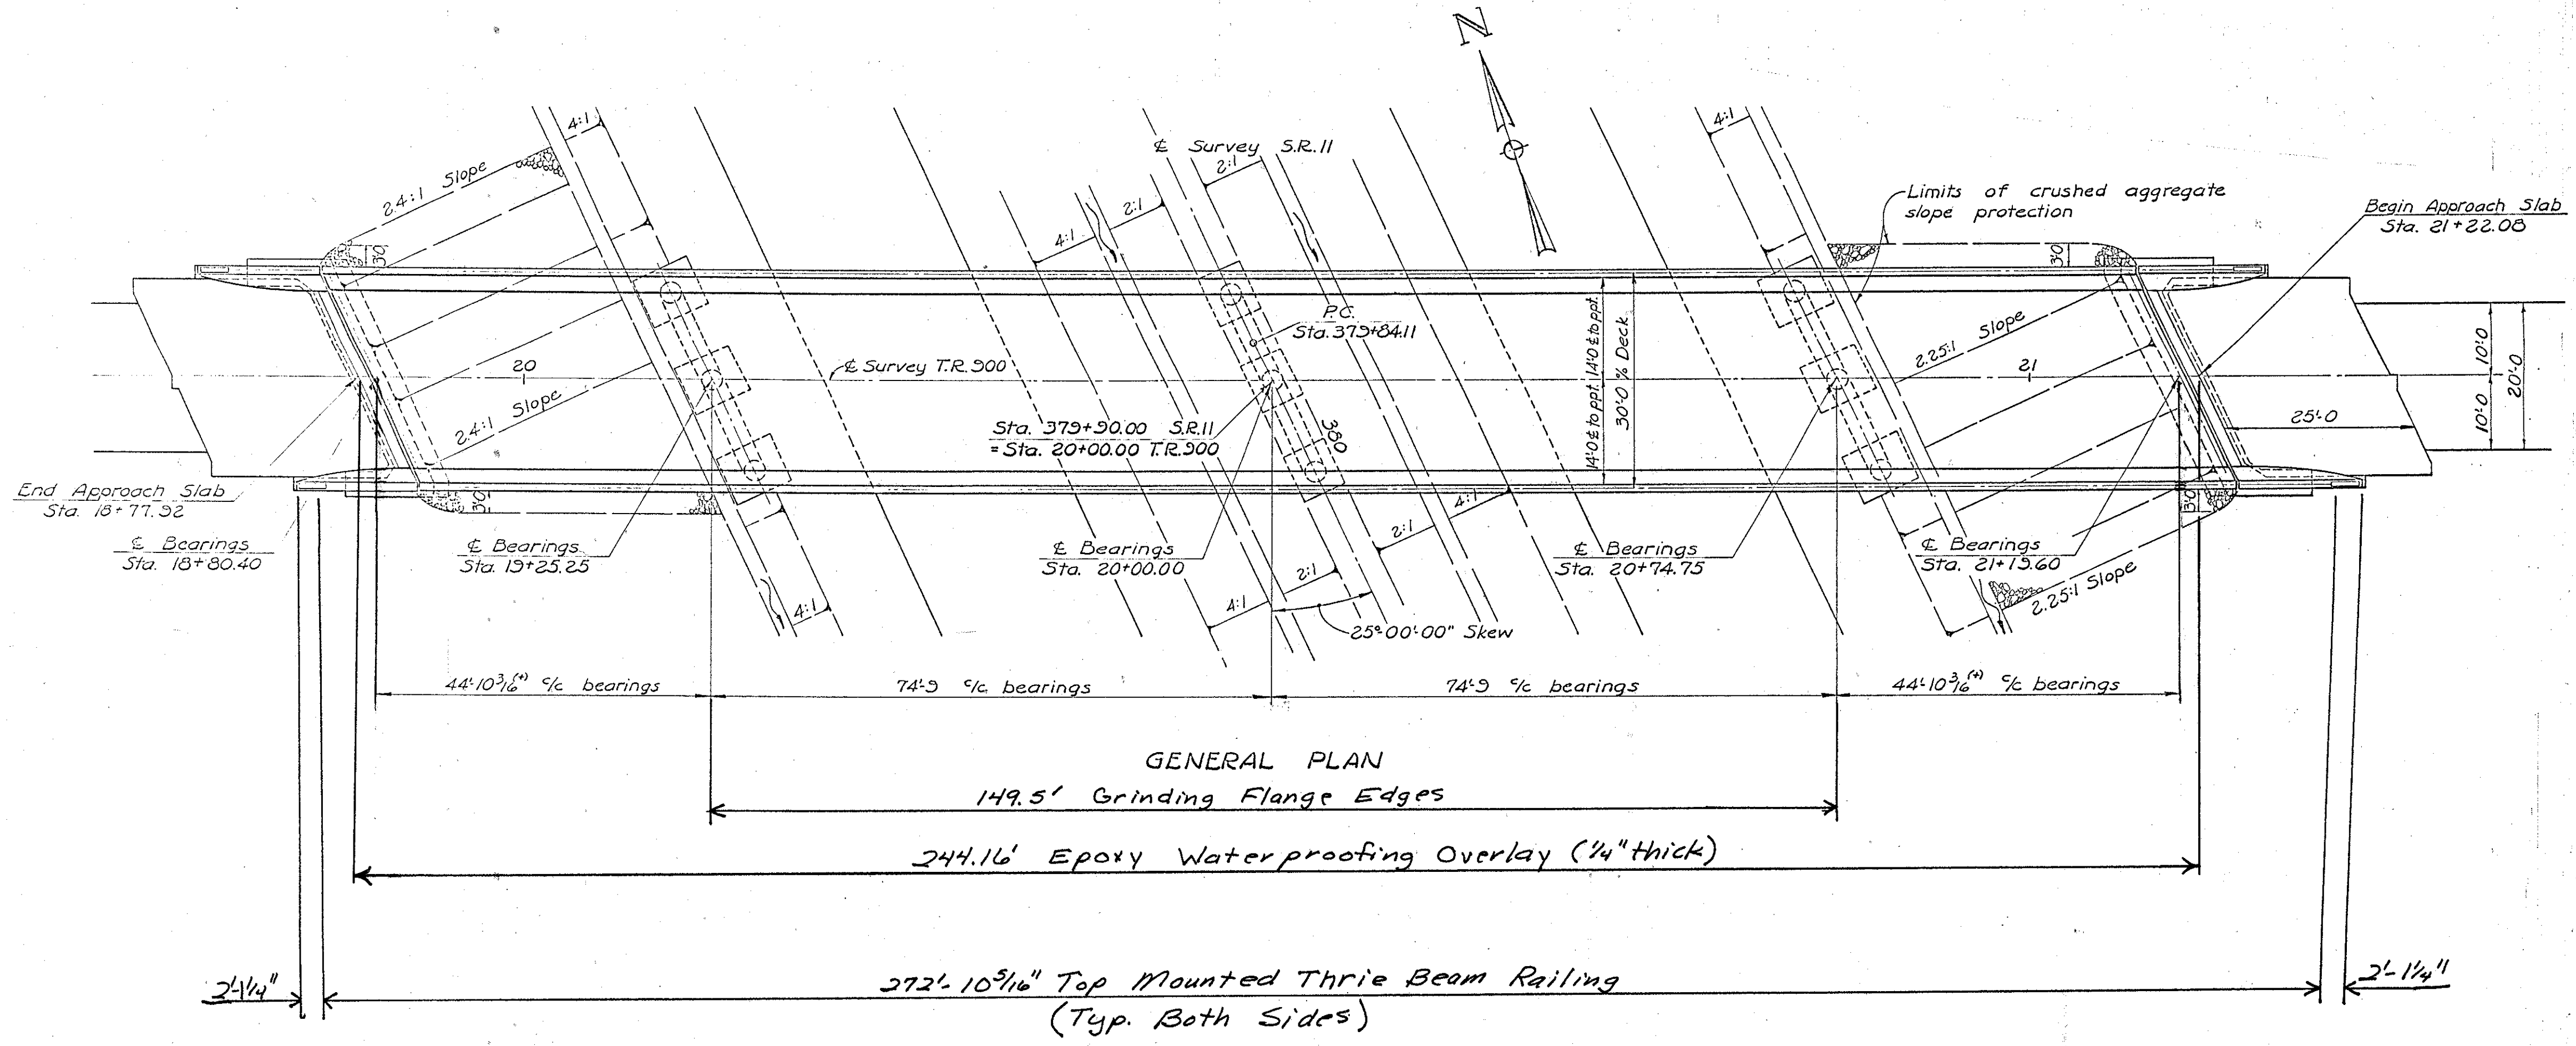 N
4:1
4:1
℄ Survey S.R.11
2:1
2.4:1 Slope
2:1
4:1
Limits of crushed aggregate
slope protection
Begin Approach Slab
Sta. 21+22.08
3'0
3'0
P.C.
Sta. 379+84.11
14'-0 ℄ to ppt. 14'-0 ℄ to ppt.
30'-0 % Deck
2.25:1 Slope
20
℄ Survey T.R. 900
21
10'-0
10'-0
20'-0
2.4:1 Slope
Sta. 379+90.00 S.R.11
= Sta. 20+00.00 T.R.900
380
25'-0
End Approach Slab
Sta. 18+77.92
3'0
4:1
2:1
3'0
℄ Bearings
Sta. 18+80.40
℄ Bearings
Sta. 19+25.25
℄ Bearings
Sta. 20+00.00
℄ Bearings
Sta. 20+74.75
℄ Bearings
Sta. 21+19.60
2:1
4:1
4:1
2.25:1 Slope
25°-00'-00" Skew
44'-10 3/16 (+) c/c bearings
74'-9 c/c bearings
74'-9 c/c bearings
44'-10 3/16 (+) c/c bearings
GENERAL PLAN
149.5' Grinding Flange Edges
244.16' Epoxy Waterproofing Overlay (1/4" thick)
2'-1 1/4"
272'-10 5/16" Top Mounted Thrie Beam Railing
2'-1 1/4"
(Typ. Both Sides)